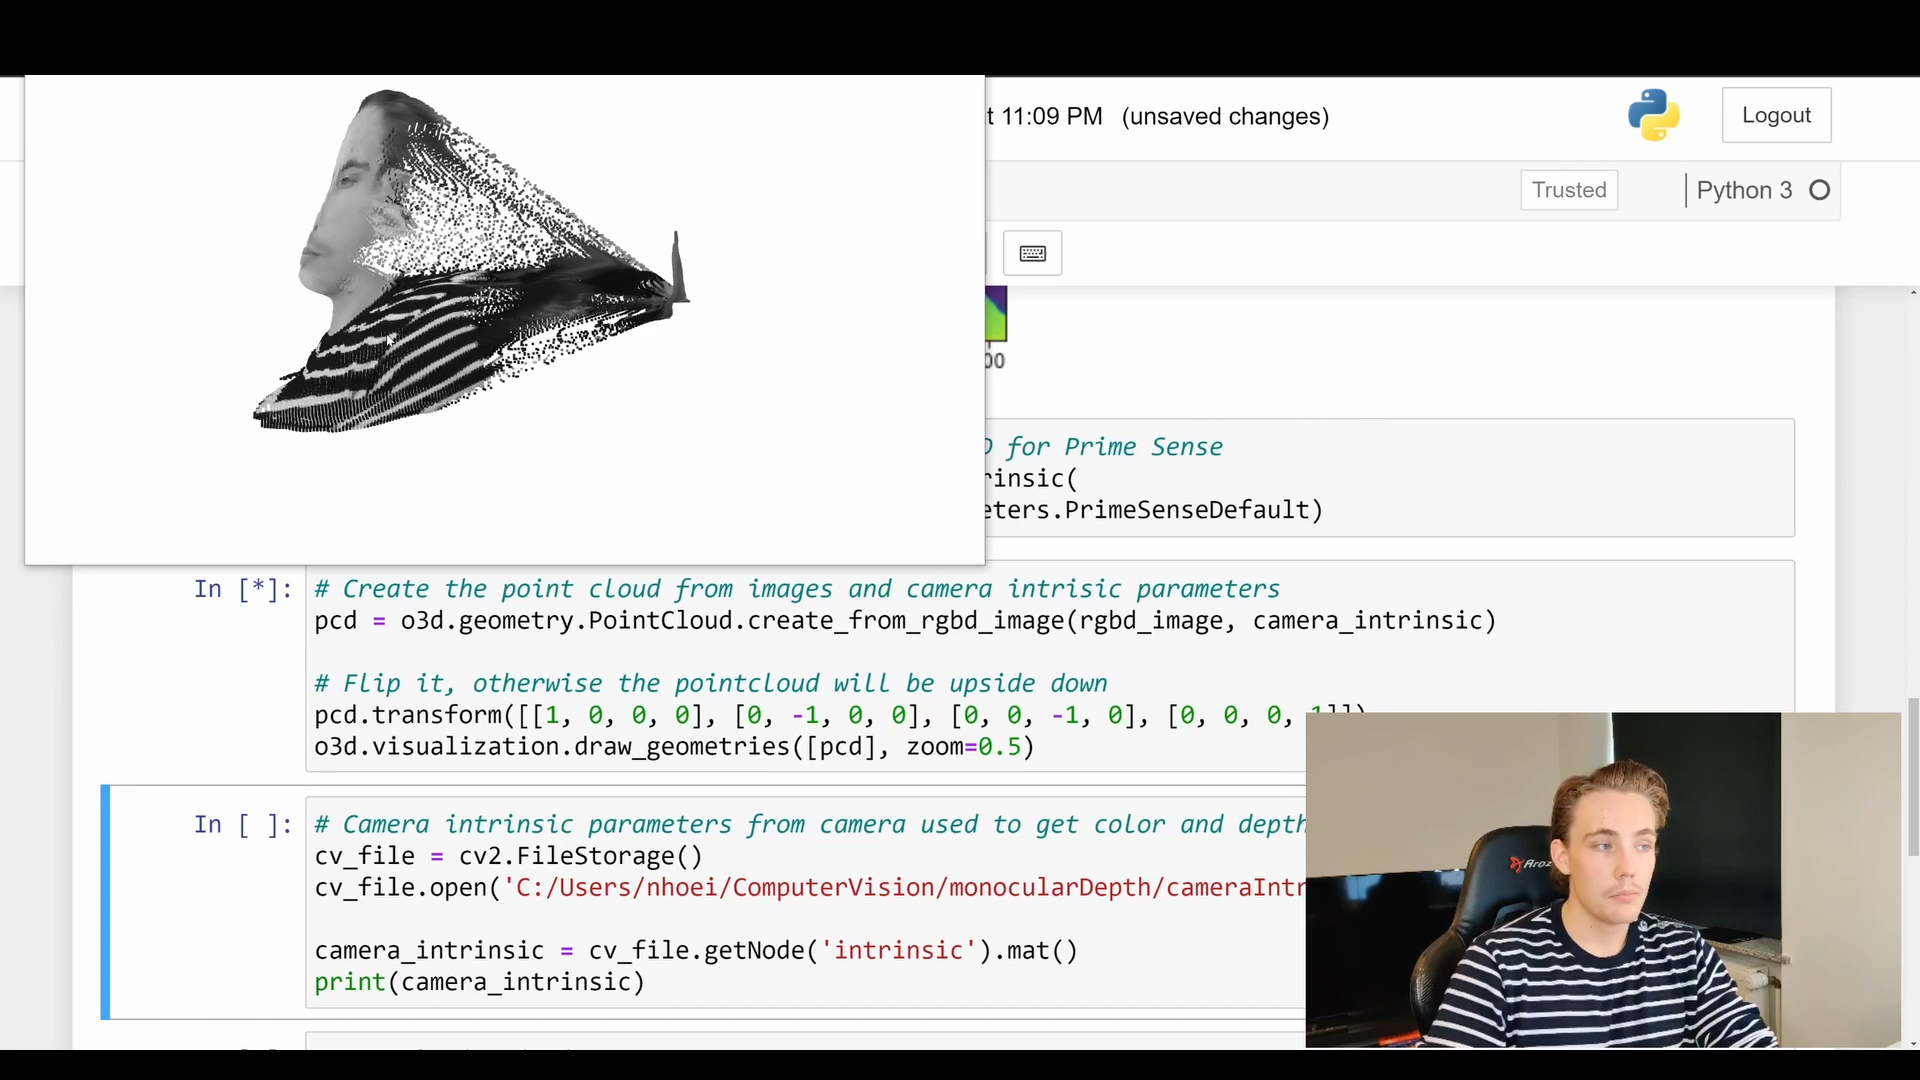 t 11:09 PM (unsaved changes)
Logout
Trusted
Python 3
00
for Prime Sense
rinsic(
eters.PrimeSenseDefault)
In [*]:
# Create the point cloud from images and camera intrisic parameters
pcd = o3d.geometry.PointCloud.create_from_rgbd_image(rgbd_image, camera_intrinsic)
# Flip it, otherwise the pointcloud will be upside down
pcd.transform([[1, 0, 0, 0], [0, -1, 0, 0], [0, 0, -1, 0], [0, 0, 0, 1]])
o3d.visualization.draw_geometries([pcd], zoom=0.5)
In [ ]:
# Camera intrinsic parameters from camera used to get color and depth
cv_file = cv2.FileStorage()
cv_file.open('C:/Users/nhoei/ComputerVision/monocularDepth/cameraIntr
camera_intrinsic = cv_file.getNode('intrinsic').mat()
print(camera_intrinsic)
Aroz